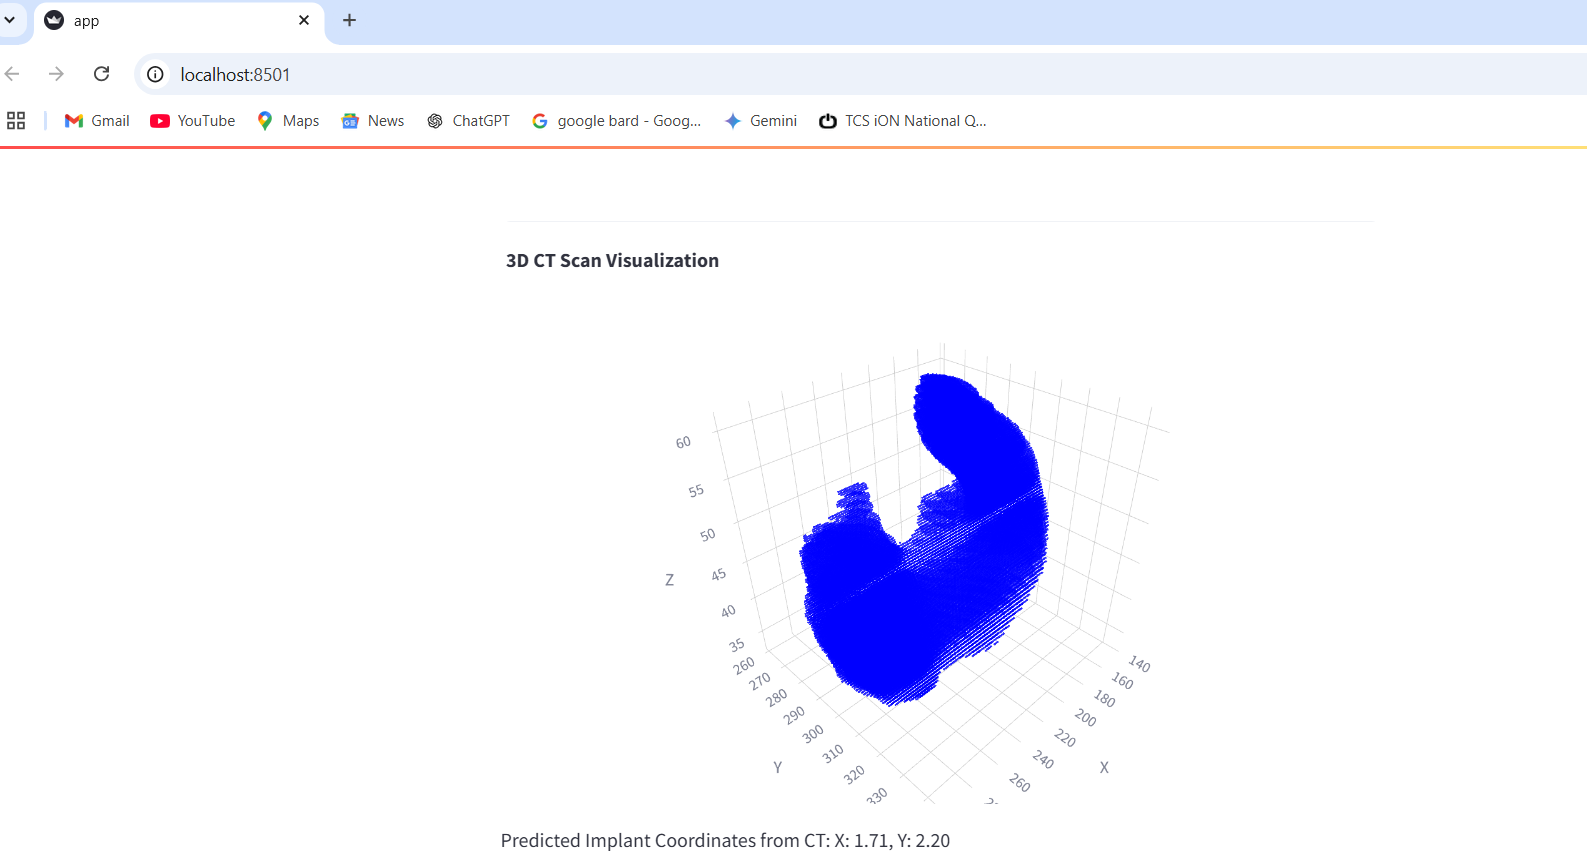 app
localhost:8501
Gmail YouTube Maps News ChatGPT google bard - Goog... Gemini TCS iON National Q...
3D CT Scan Visualization
60
55
50
Z 45
40
35
260
270
280
290
300
310
320
330
Y
140
160
180
200
220
240
260
X
Predicted Implant Coordinates from CT: X: 1.71, Y: 2.20